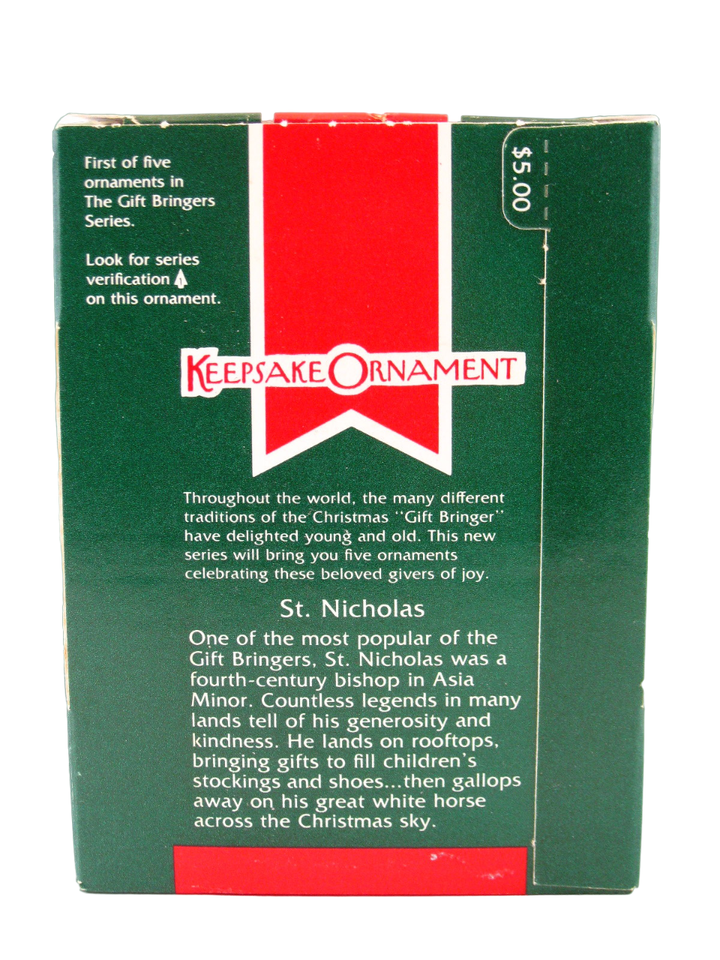 First of five
ornaments in
The Gift Bringers
Series.
Look for series
verification 1
on this ornament.
$5.00
KEEPSAKE ORNAMENT
Throughout the world, the many different
traditions of the Christmas "Gift Bringer"
have delighted young and old. This new
series will bring you five ornaments
celebrating these beloved givers of joy.
St. Nicholas
One of the most popular of the
Gift Bringers, St. Nicholas was a
fourth-century bishop in Asia
Minor. Countless legends in many
lands tell of his generosity and
kindness. He lands on rooftops,
bringing gifts to fill children's
stockings and shoes...then gallops
away on his great white horse
across the Christmas sky.